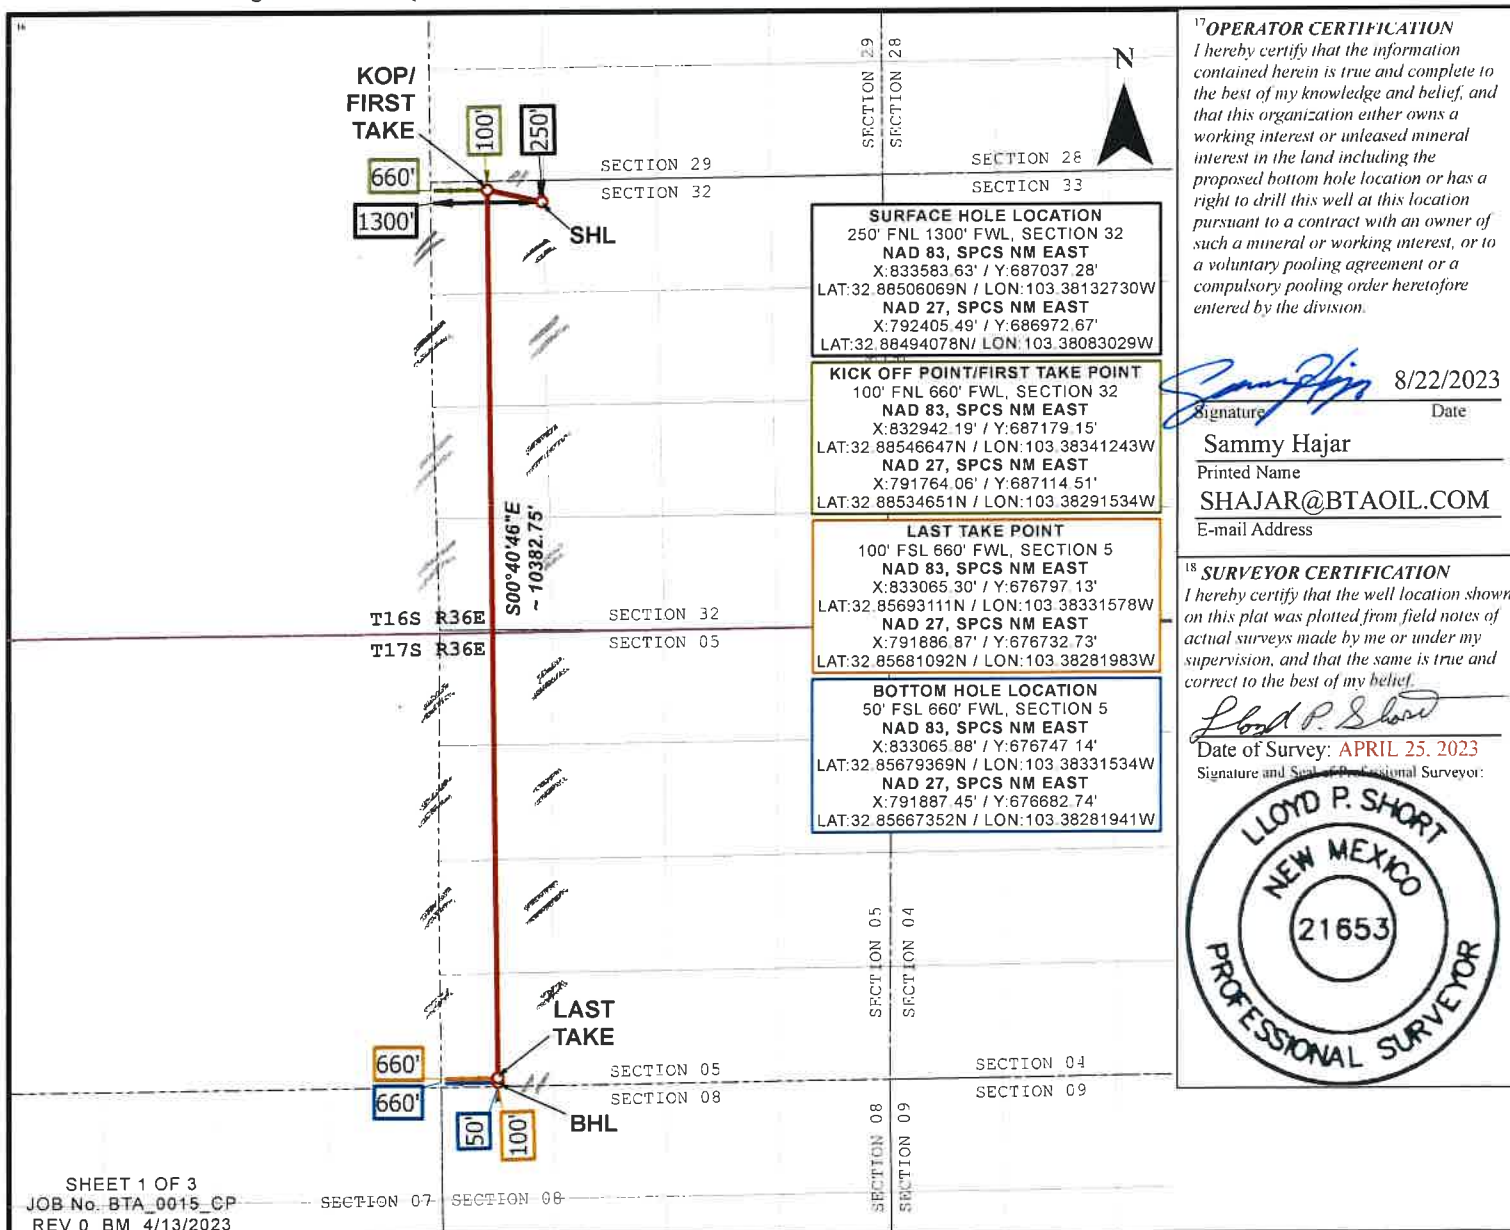 16
KOP/
FIRST
TAKE
100'
250'
660'
1300'
SHL
SECTION 29
SECTION 32
SECTION 29
SECTION 28
SECTION 28
SECTION 33
N
SURFACE HOLE LOCATION
250' FNL 1300' FWL, SECTION 32
NAD 83, SPCS NM EAST
X:833583.63' / Y:687037.28'
LAT:32.88506069N / LON:103.38132730W
NAD 27, SPCS NM EAST
X:792405.49' / Y:686972.67'
LAT:32.88494078N/ LON:103.38083029W
KICK OFF POINT/FIRST TAKE POINT
100' FNL 660' FWL, SECTION 32
NAD 83, SPCS NM EAST
X:832942.19' / Y:687179.15'
LAT:32.88546647N / LON:103.38341243W
NAD 27, SPCS NM EAST
X:791764.06' / Y:687114.51'
LAT:32.88534651N / LON:103.38291534W
LAST TAKE POINT
100' FSL 660' FWL, SECTION 5
NAD 83, SPCS NM EAST
X:833065.30' / Y:676797.13'
LAT:32.85693111N / LON:103.38331578W
NAD 27, SPCS NM EAST
X:791886.87' / Y:676732.73'
LAT:32.85681092N / LON:103.38281983W
BOTTOM HOLE LOCATION
50' FSL 660' FWL, SECTION 5
NAD 83, SPCS NM EAST
X:833065.88' / Y:676747.14'
LAT:32.85679369N / LON:103.38331534W
NAD 27, SPCS NM EAST
X:791887.45' / Y:676682.74'
LAT:32.85667352N / LON:103.38281941W
S00°40'46"E
~ 10382.75'
T16S R36E
T17S R36E
SECTION 32
SECTION 05
SECTION 05
SECTION 04
LAST
TAKE
660'
660'
50'
100'
BHL
SECTION 05
SECTION 08
SECTION 04
SECTION 09
SECTION 08
SECTION 09
SECTION 07
SECTION 08
SHEET 1 OF 3
JOB No. BTA_0015_CP
REV 0 BM 4/13/2023
17 OPERATOR CERTIFICATION
I hereby certify that the information
contained herein is true and complete to
the best of my knowledge and belief, and
that this organization either owns a
working interest or unleased mineral
interest in the land including the
proposed bottom hole location or has a
right to drill this well at this location
pursuant to a contract with an owner of
such a mineral or working interest, or to
a voluntary pooling agreement or a
compulsory pooling order heretofore
entered by the division.
8/22/2023
Signature Date
Sammy Hajar
Printed Name
SHAJAR@BTAOIL.COM
E-mail Address
18 SURVEYOR CERTIFICATION
I hereby certify that the well location shown
on this plat was plotted from field notes of
actual surveys made by me or under my
supervision, and that the same is true and
correct to the best of my belief.
Lloyd P. Short
Date of Survey: APRIL 25, 2023
Signature and Seal of Professional Surveyor:
LLOYD P. SHORT
NEW MEXICO
21653
PROFESSIONAL SURVEYOR